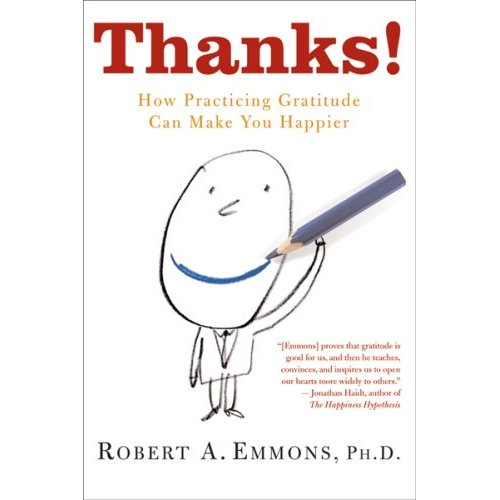 Thanks!
How Practicing Gratitude
Can Make You Happier
“[Emmons] proves that gratitude is
good for us, and then he teaches,
convinces, and inspires us to open
our hearts more widely to others.”
— Jonathan Haidt, author of
The Happiness Hypothesis
ROBERT A. EMMONS, PH.D.